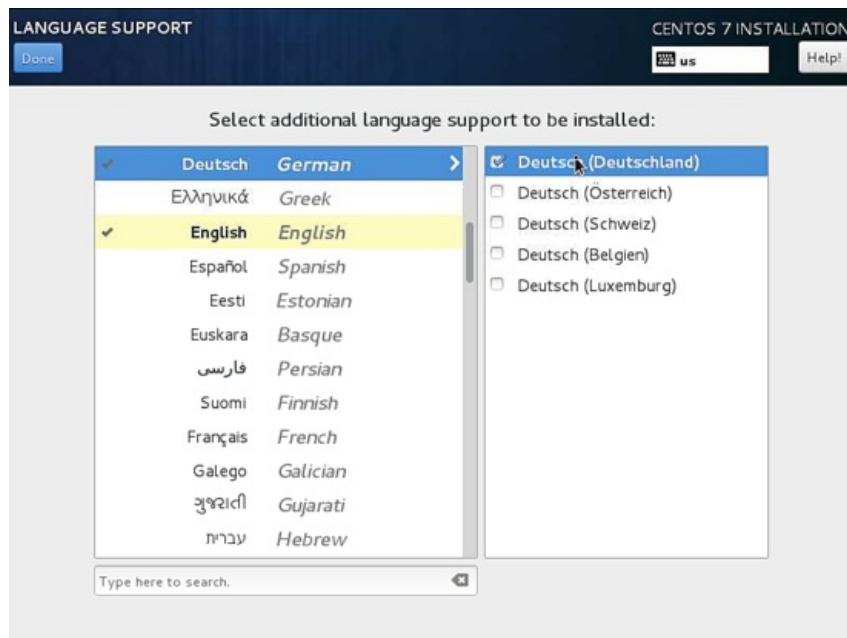 LANGUAGE SUPPORT
CENTOS 7 INSTALLATION
Done
us
Help!
Select additional language support to be installed:
Deutsch German
Ελληνικά Greek
English English
Español Spanish
Eesti Estonian
Euskara Basque
فارسی Persian
Suomi Finnish
Français French
Galego Galician
ગુજરાતી Gujarati
עברית Hebrew
Deutsch (Deutschland)
Deutsch (Österreich)
Deutsch (Schweiz)
Deutsch (Belgien)
Deutsch (Luxemburg)
Type here to search.